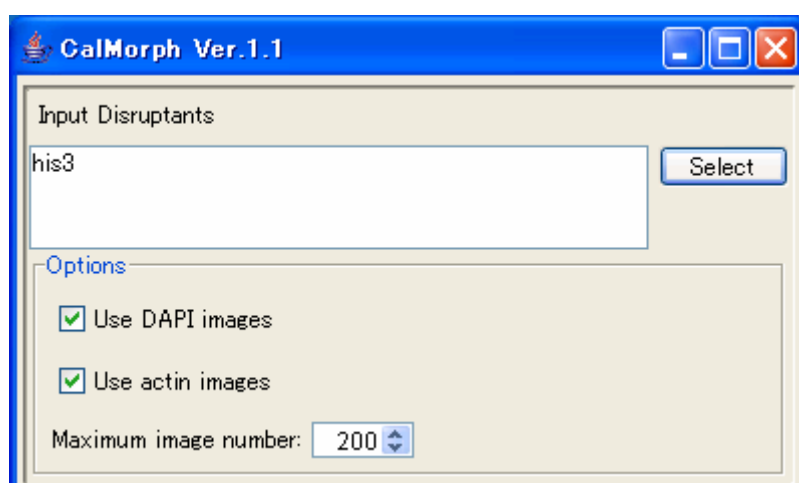 CalMorph Ver.1.1
Input Disruptants
his3
Select
Options
Use DAPI images
Use actin images
Maximum image number: 200